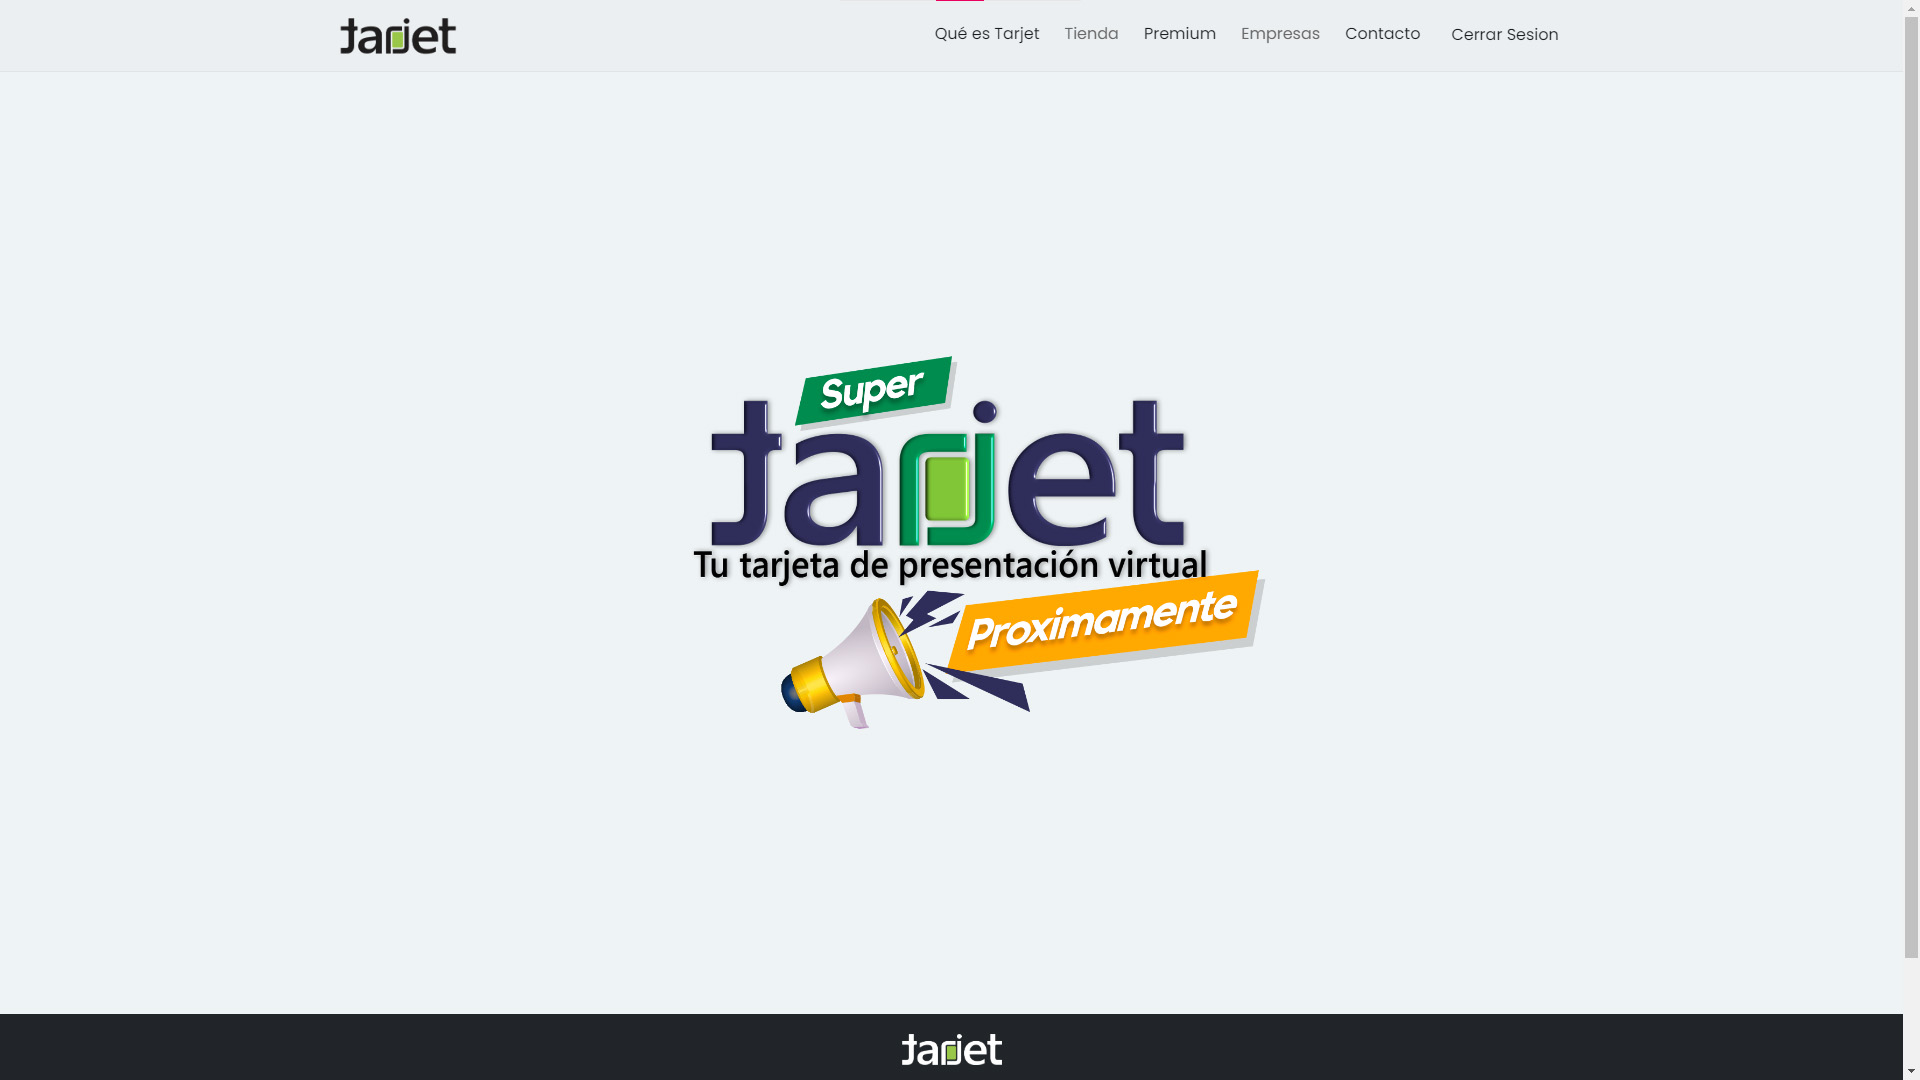 tarjet
Qué es Tarjet Tienda Premium Empresas Contacto Cerrar Sesion
Super
tarjet
Tu tarjeta de presentación virtual
Proximamente
tarjet